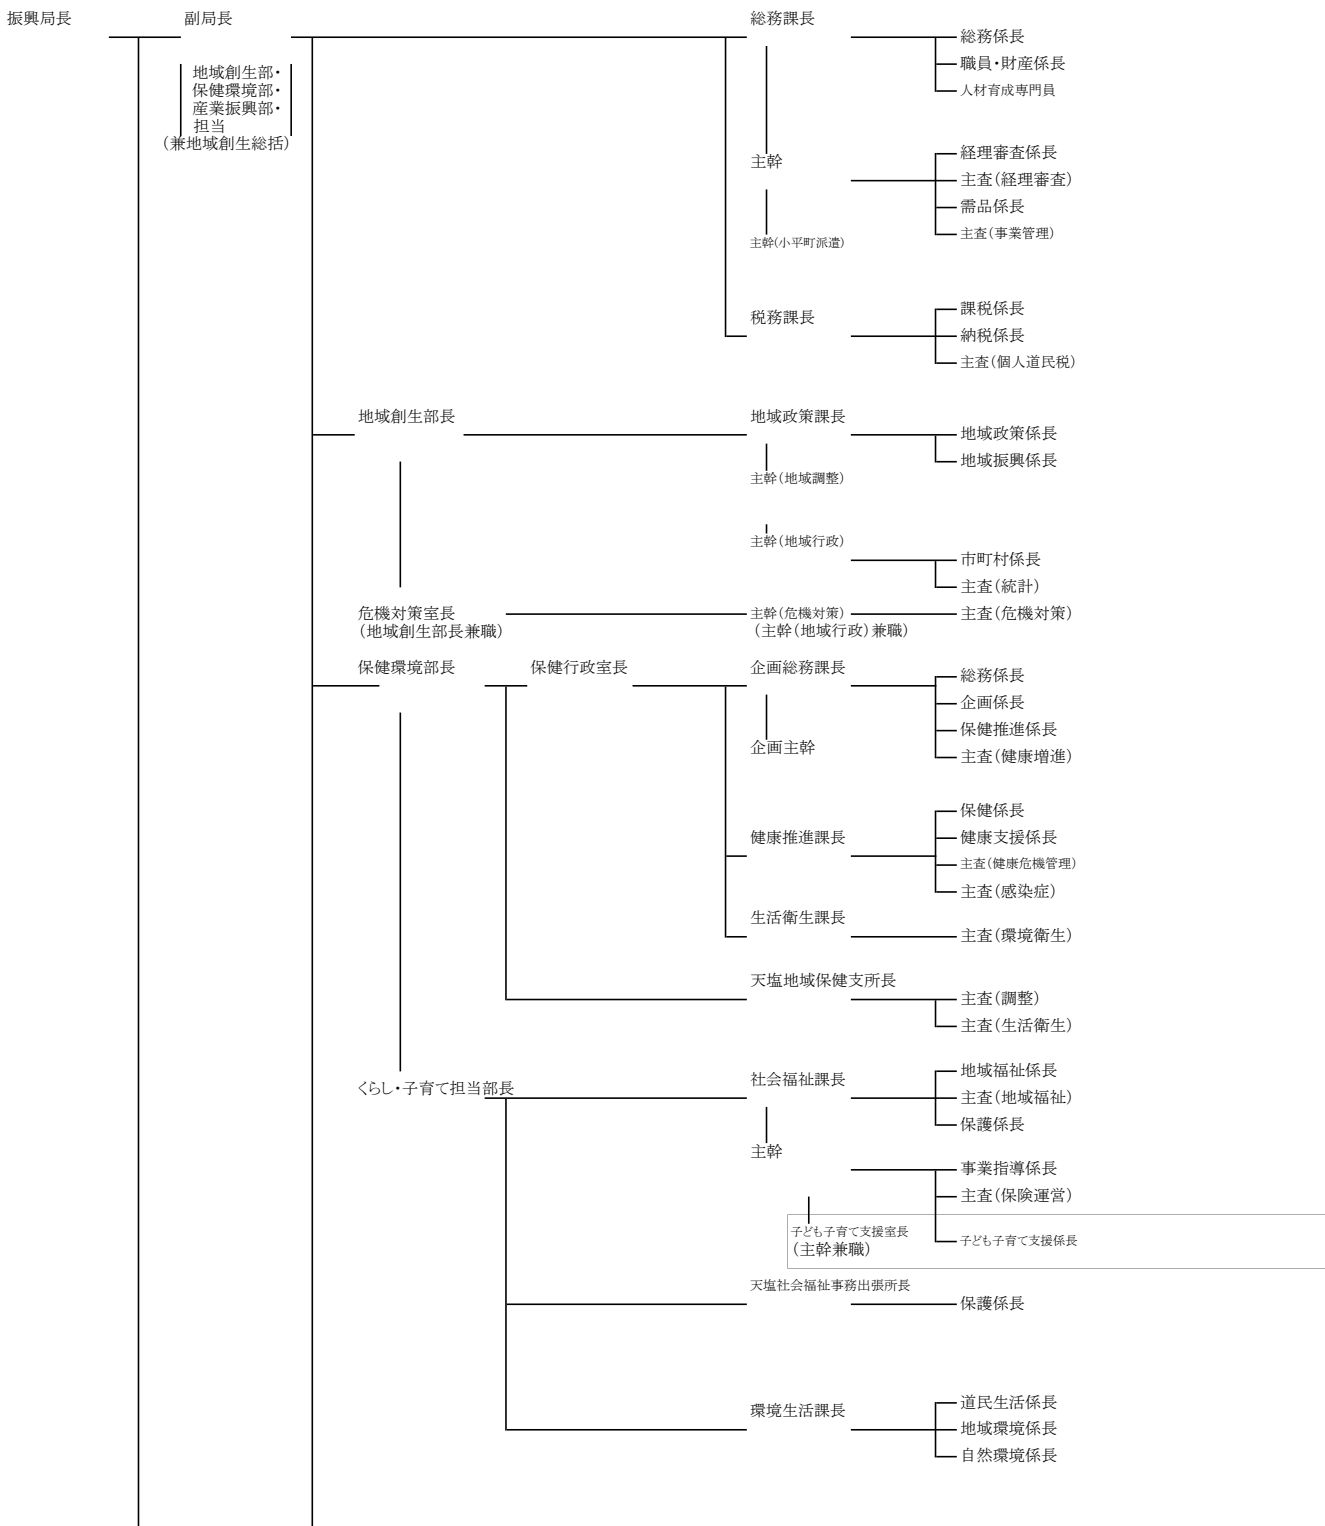 振興局長
副局長
地域創生部・
保健環境部・
産業振興部・
担当
(兼地域創生総括)
総務課長
総務係長
職員・財産係長
人材育成専門員
主幹
経理審査係長
主査(経理審査)
需品係長
主査(事業管理)
主幹(小平町派遣)
税務課長
課税係長
納税係長
主査(個人道民税)
地域創生部長
地域政策課長
地域政策係長
地域振興係長
主幹(地域調整)
主幹(地域行政)
市町村係長
主査(統計)
危機対策室長
(地域創生部長兼職)
主幹(危機対策)
(主幹(地域行政)兼職)
主査(危機対策)
保健環境部長
保健行政室長
企画総務課長
総務係長
企画係長
保健推進係長
主査(健康増進)
企画主幹
健康推進課長
保健係長
健康支援係長
主査(健康危機管理)
主査(感染症)
生活衛生課長
主査(環境衛生)
天塩地域保健支所長
主査(調整)
主査(生活衛生)
くらし・子育て担当部長
社会福祉課長
地域福祉係長
主査(地域福祉)
保護係長
主幹
事業指導係長
主査(保険運営)
子ども子育て支援室長
(主幹兼職)
子ども子育て支援係長
天塩社会福祉事務出張所長
保護係長
環境生活課長
道民生活係長
地域環境係長
自然環境係長